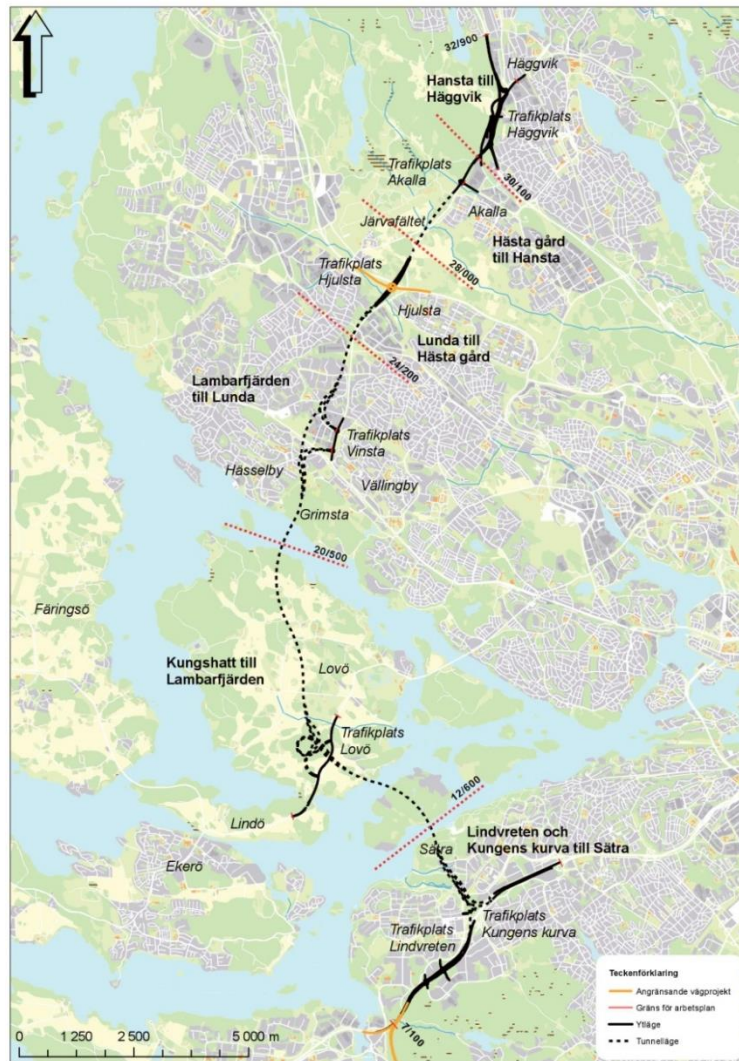 32/900
Häggvik
Hansta till
Häggvik
Trafikplats
Häggvik
Trafikplats
Akalla
30/100
Akalla
Järvafältet
Hästa gård
till Hansta
28/000
Trafikplats
Hjulsta
Hjulsta
Lunda till
Hästa gård
24/200
Lambarfjärden
till Lunda
Trafikplats
Vinsta
Hässelby
Vällingby
Grimsta
20/500
Färingsö
Kungshatt till
Lambarfjärden
Lovö
Trafikplats
Lovö
12/600
Lindö
Lindvreten och
Kungens kurva till Sätra
Sätra
Ekerö
Trafikplats
Kungens kurva
Trafikplats
Lindvreten
7/100
Teckenförklaring
Angränsande vägprojekt
Gräns för arbetsplan
Ytläge
Tunnelläge
0 1 250 2 500 5 000 m